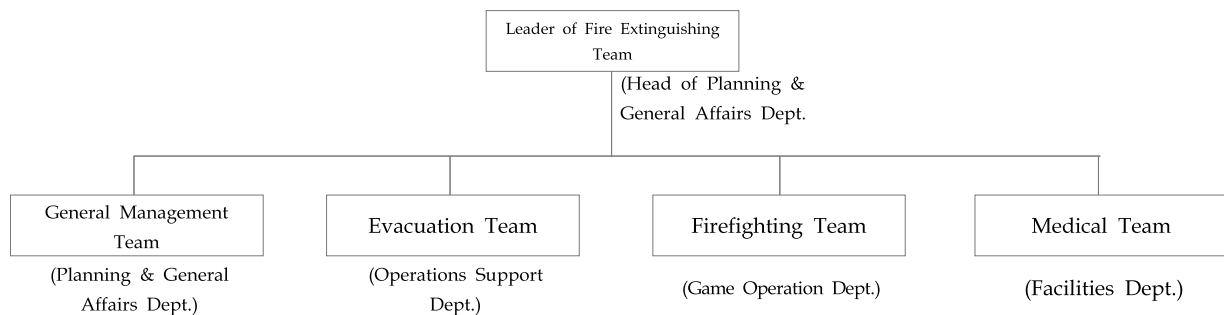 Leader of Fire Extinguishing
Team
(Head of Planning &
General Affairs Dept.
General Management
Team
(Planning & General
Affairs Dept.)
Evacuation Team
(Operations Support
Dept.)
Firefighting Team
(Game Operation Dept.)
Medical Team
(Facilities Dept.)